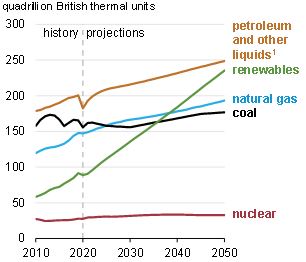 quadrillion British thermal units
300
history projections
petroleum
and other
liquids¹
renewables
250
200
natural gas
coal
150
100
50
nuclear
0
2010 2020 2030 2040 2050